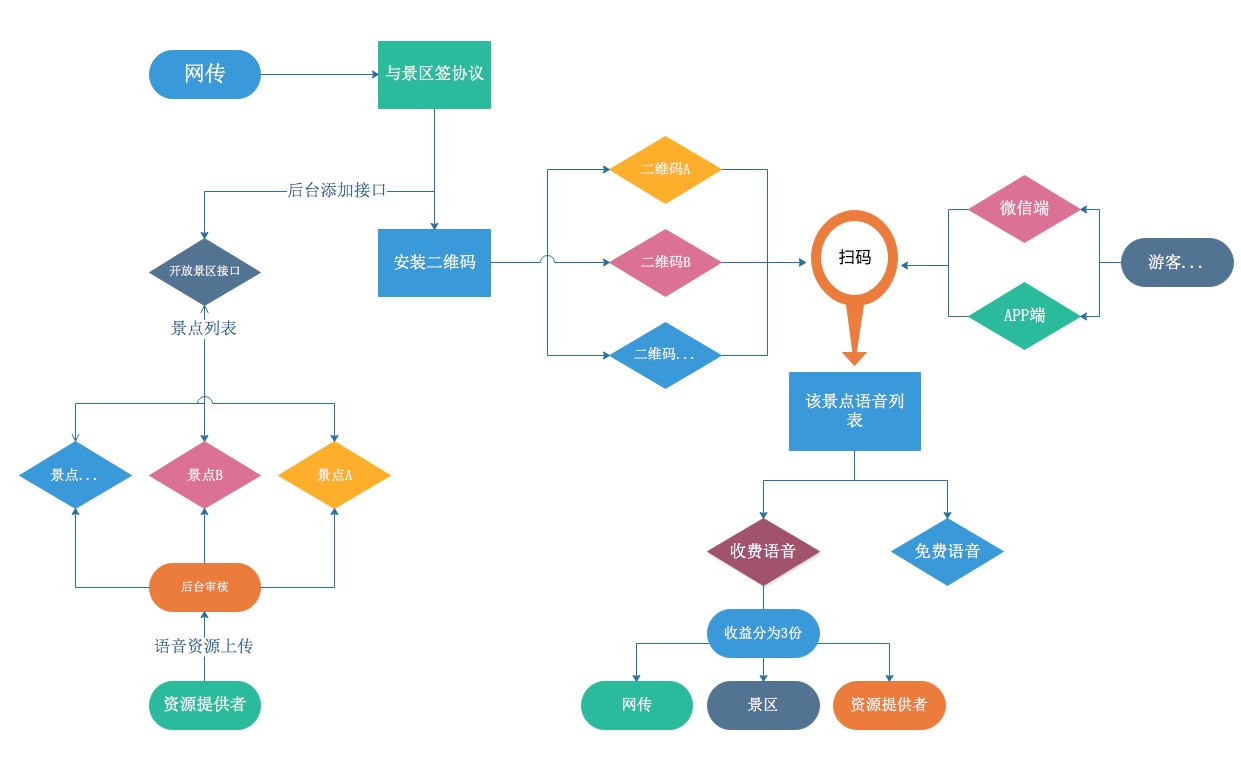 网传
与景区签协议
后台添加接口
开放景区接口
安装二维码
二维码A
二维码B
二维码...
扫码
微信端
APP端
游客...
景点列表
景点...
景点B
景点A
后台审核
语音资源上传
资源提供者
该景点语音列
表
收费语音
免费语音
收益分为3份
网传
景区
资源提供者